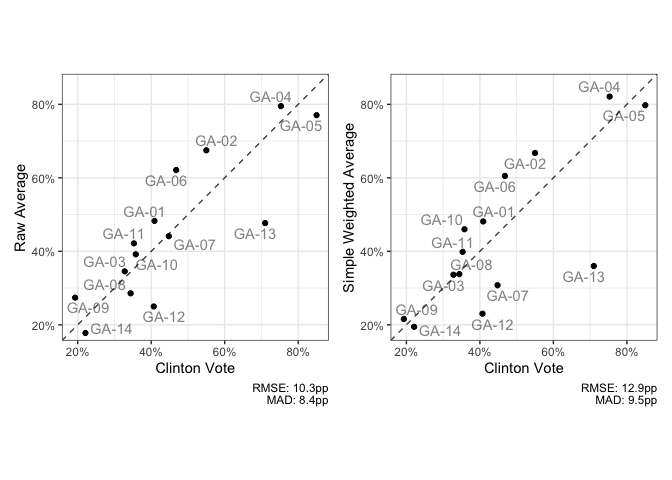 Raw Average
80%
60%
40%
20%
GA-04
GA-05
GA-02
GA-06
GA-01
GA-11
GA-07
GA-13
GA-03
GA-10
GA-08
GA-09
GA-12
GA-14
20%
40%
60%
80%
Clinton Vote
RMSE: 10.3pp
MAD: 8.4pp
Simple Weighted Average
80%
60%
40%
20%
GA-04
GA-05
GA-02
GA-06
GA-10
GA-01
GA-11
GA-08
GA-13
GA-03
GA-07
GA-09
GA-12
GA-14
20%
40%
60%
80%
Clinton Vote
RMSE: 12.9pp
MAD: 9.5pp